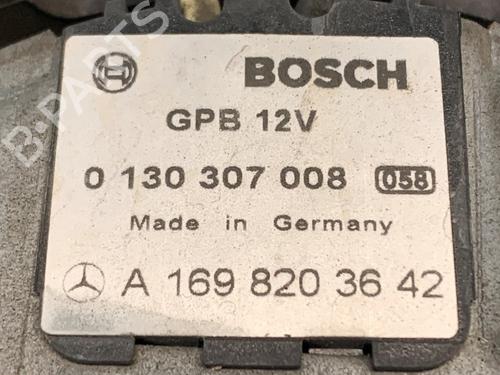 BOSCH
GPB 12V
0 130 307 008 058
Made in Germany
A 169 820 36 42
B-PARTS